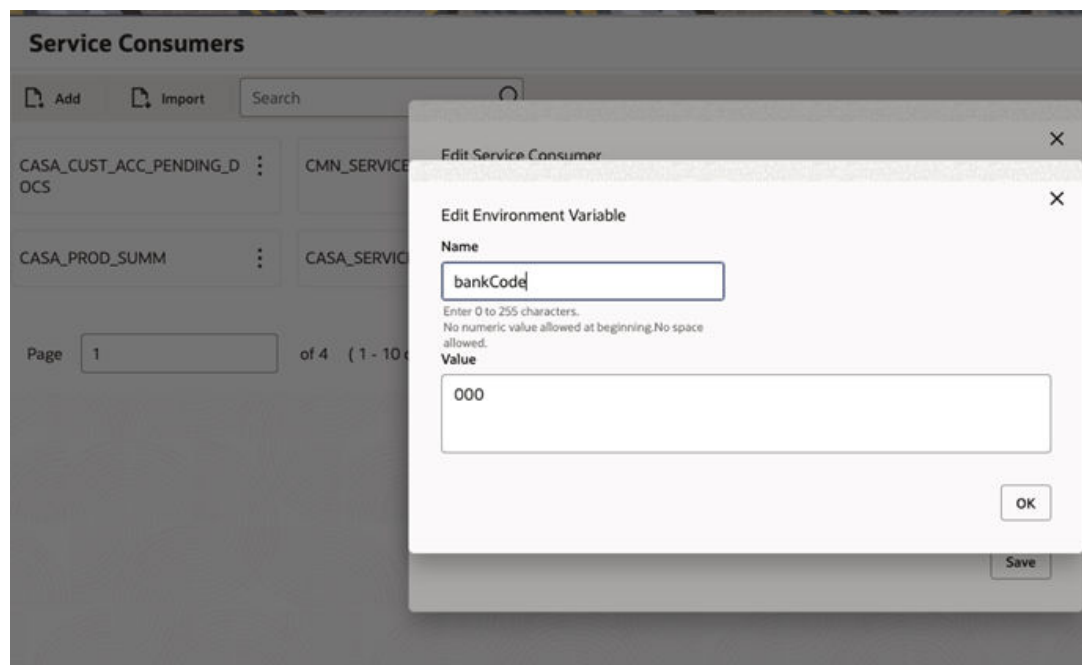 Service Consumers
Add Import Search
Edit Service Consumer
CASA_CUST_ACC_PENDING_D
OCS
CMN_SERVICE
Edit Environment Variable
Name
CASA_PROD_SUMM
CASA_SERVIC
bankCode
Enter 0 to 255 characters.
No numeric value allowed at beginning.No space
allowed.
Page 1 of 4 ( 1 - 10 o
Value
000
OK
Save